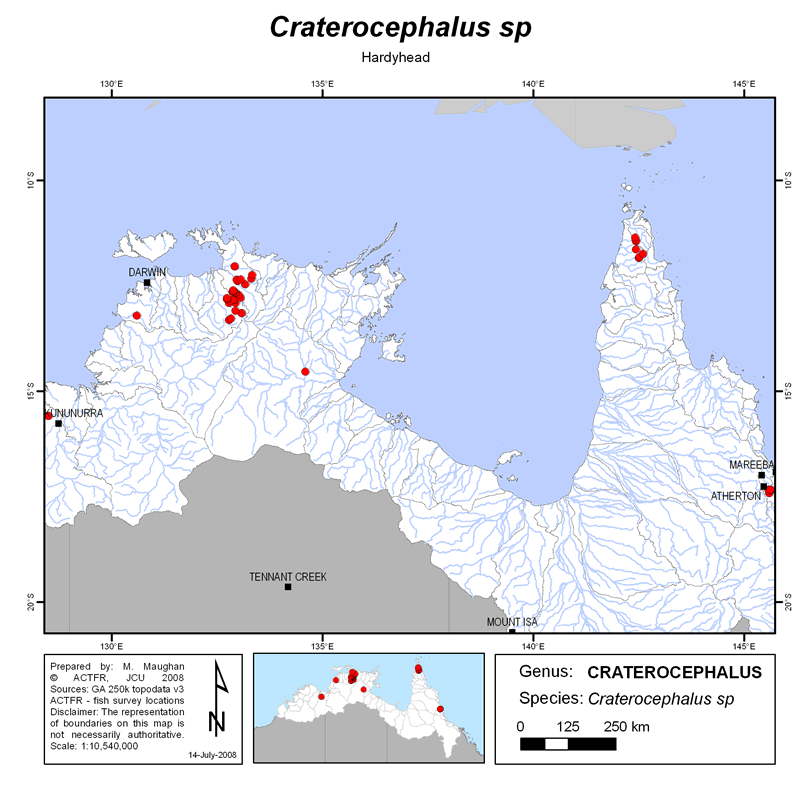 Craterocephalus sp
Hardyhead
130°E 135°E 140°E 145°E
10°S 10°S
DARWIN
15°S 15°S
KUNUNURRA
MAREEBA
ATHERTON
TENNANT CREEK
20°S 20°S
MOUNT ISA
130°E 135°E 140°E 145°E
Prepared by: M. Maughan
© ACTFR, JCU 2008
Sources: GA 250k topodata v3
ACTFR - fish survey locations
Disclaimer: The representation
of boundaries on this map is
not necessarily authoritative.
Scale: 1:10,540,000
N
14-July-2008
Genus: CRATEROCEPHALUS
Species: Craterocephalus sp
0 125 250 km